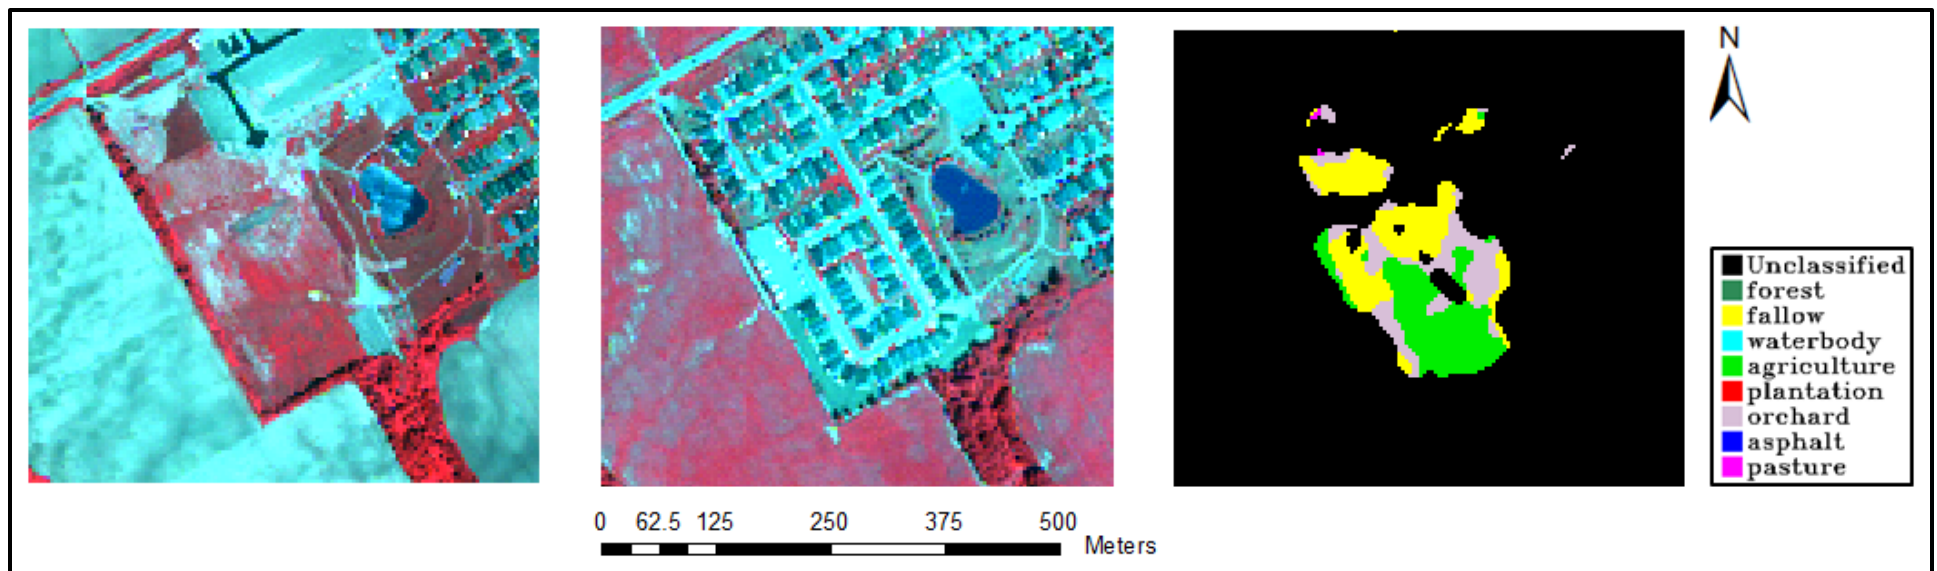 N
Unclassified
forest
fallow
waterbody
agriculture
plantation
orchard
asphalt
pasture
0 62.5 125 250 375 500
Meters